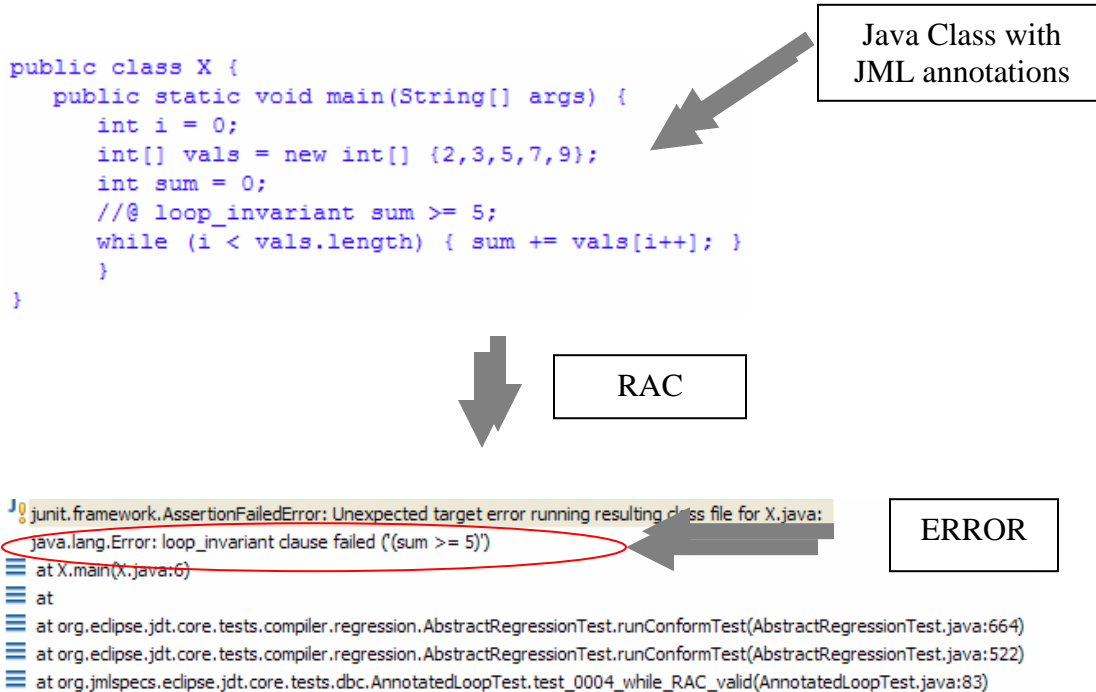 Java Class with
JML annotations
public class X {
public static void main(String[] args) {
int i = 0;
int[] vals = new int[] {2,3,5,7,9};
int sum = 0;
//@ loop_invariant sum >= 5;
while (i < vals.length) { sum += vals[i++]; }
}
}
RAC
junit.framework.AssertionFailedError: Unexpected target error running resulting class file for X.java:
java.lang.Error: loop_invariant clause failed ('(sum >= 5)')
ERROR
at X.main(X.java:6)
at
at org.eclipse.jdt.core.tests.compiler.regression.AbstractRegressionTest.runConformTest(AbstractRegressionTest.java:664)
at org.eclipse.jdt.core.tests.compiler.regression.AbstractRegressionTest.runConformTest(AbstractRegressionTest.java:522)
at org.jmlspecs.eclipse.jdt.core.tests.dbc.AnnotatedLoopTest.test_0004_while_RAC_valid(AnnotatedLoopTest.java:83)